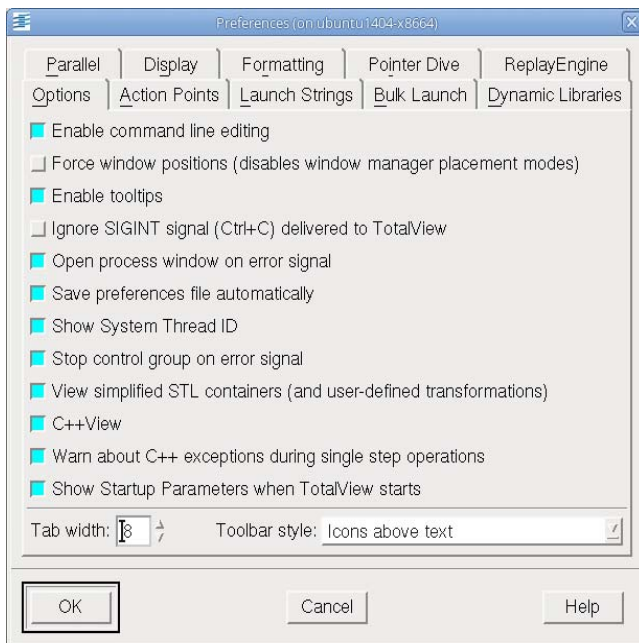 Preferences (on ubuntu1404-x8664)
Parallel Display Formatting Pointer Dive ReplayEngine
Options Action Points Launch Strings Bulk Launch Dynamic Libraries
Enable command line editing
Force window positions (disables window manager placement modes)
Enable tooltips
Ignore SIGINT signal (Ctrl+C) delivered to TotalView
Open process window on error signal
Save preferences file automatically
Show System Thread ID
Stop control group on error signal
View simplified STL containers (and user-defined transformations)
C++View
Warn about C++ exceptions during single step operations
Show Startup Parameters when TotalView starts
Tab width: 8 Toolbar style: Icons above text
OK Cancel Help